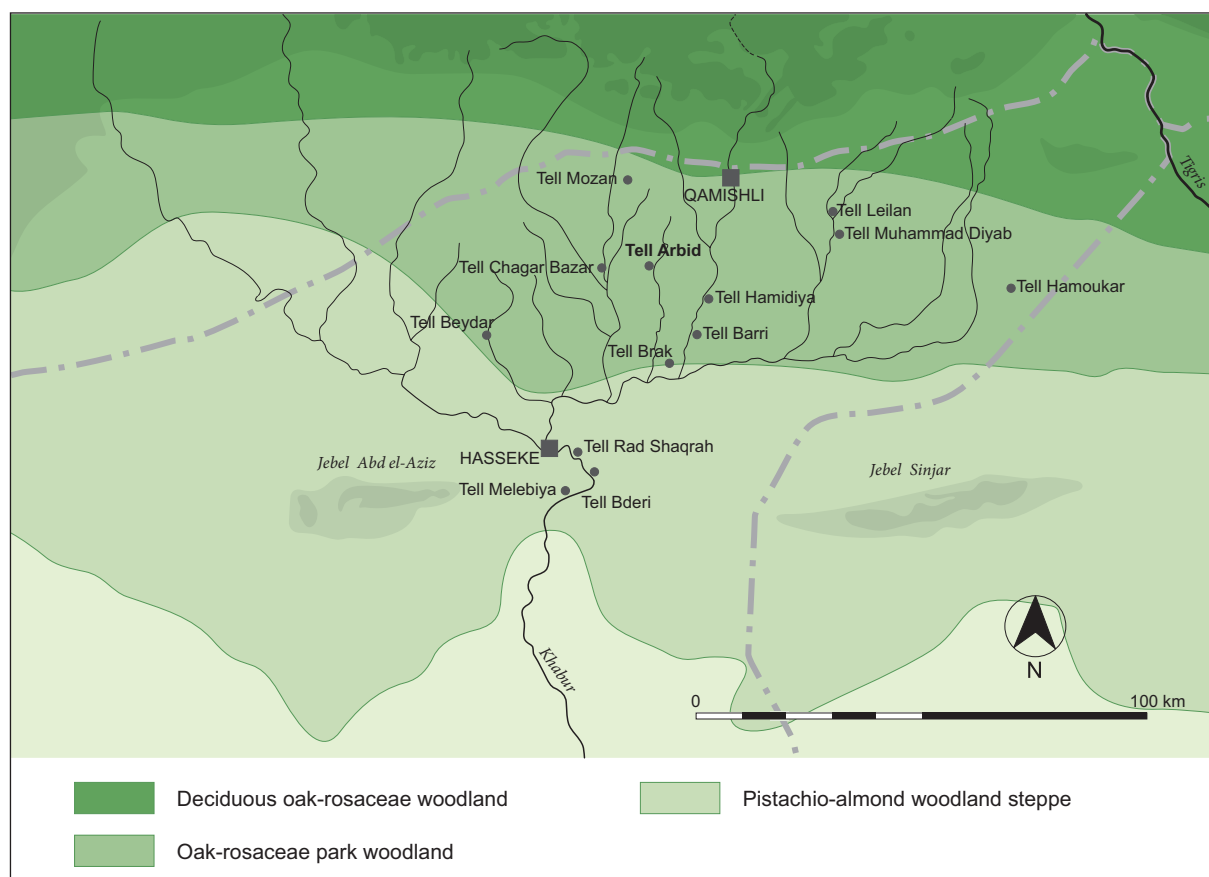 Tigris
Tell Mozan
QAMISHLI
Tell Leilan
Tell Muhammad Diyab
Tell Arbid
Tell Chagar Bazar
Tell Hamoukar
Tell Hamidiya
Tell Beydar
Tell Barri
Tell Brak
Tell Rad Shaqrah
HASSEKE
Jebel Abd el-Aziz
Jebel Sinjar
Tell Melebiya
Tell Bderi
Khabur
N
0
100 km
Deciduous oak-rosaceae woodland
Pistachio-almond woodland steppe
Oak-rosaceae park woodland